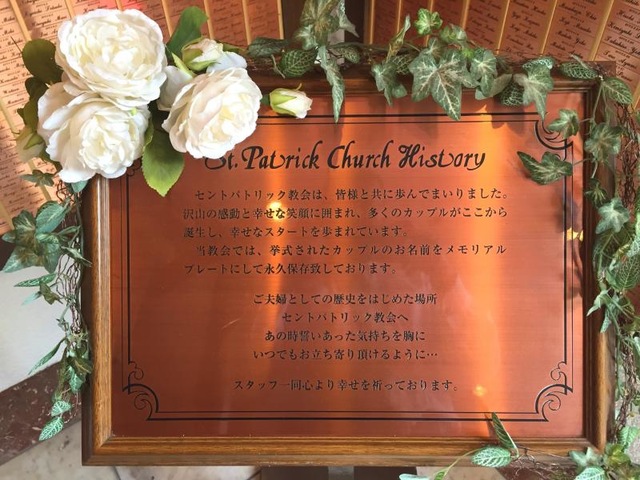 St. Patrick Church History
セントパトリック教会は、皆様と共に歩んでまいりました。
沢山の感動と幸せな笑顔に囲まれ、多くのカップルがここから
誕生し、幸せなスタートを歩まれています。
当教会では、挙式されたカップルのお名前をメモリアル
プレートにして永久保存致しております。
ご夫婦としての歴史をはじめた場所
セントパトリック教会へ
あの時誓いあった気持ちを胸に
いつでもお立ち寄り頂けるように…
スタッフ一同心より幸せを祈っております。